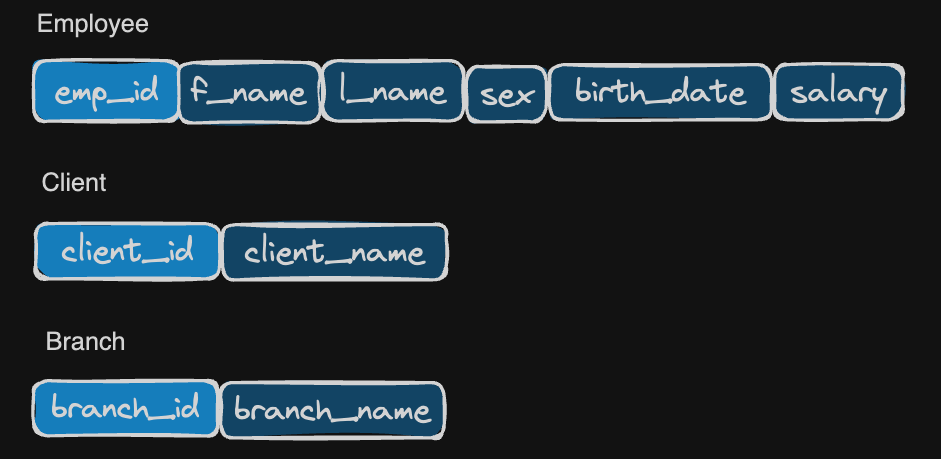 Employee
emp_id f_name l_name sex birth_date salary
Client
client_id client_name
Branch
branch_id branch_name